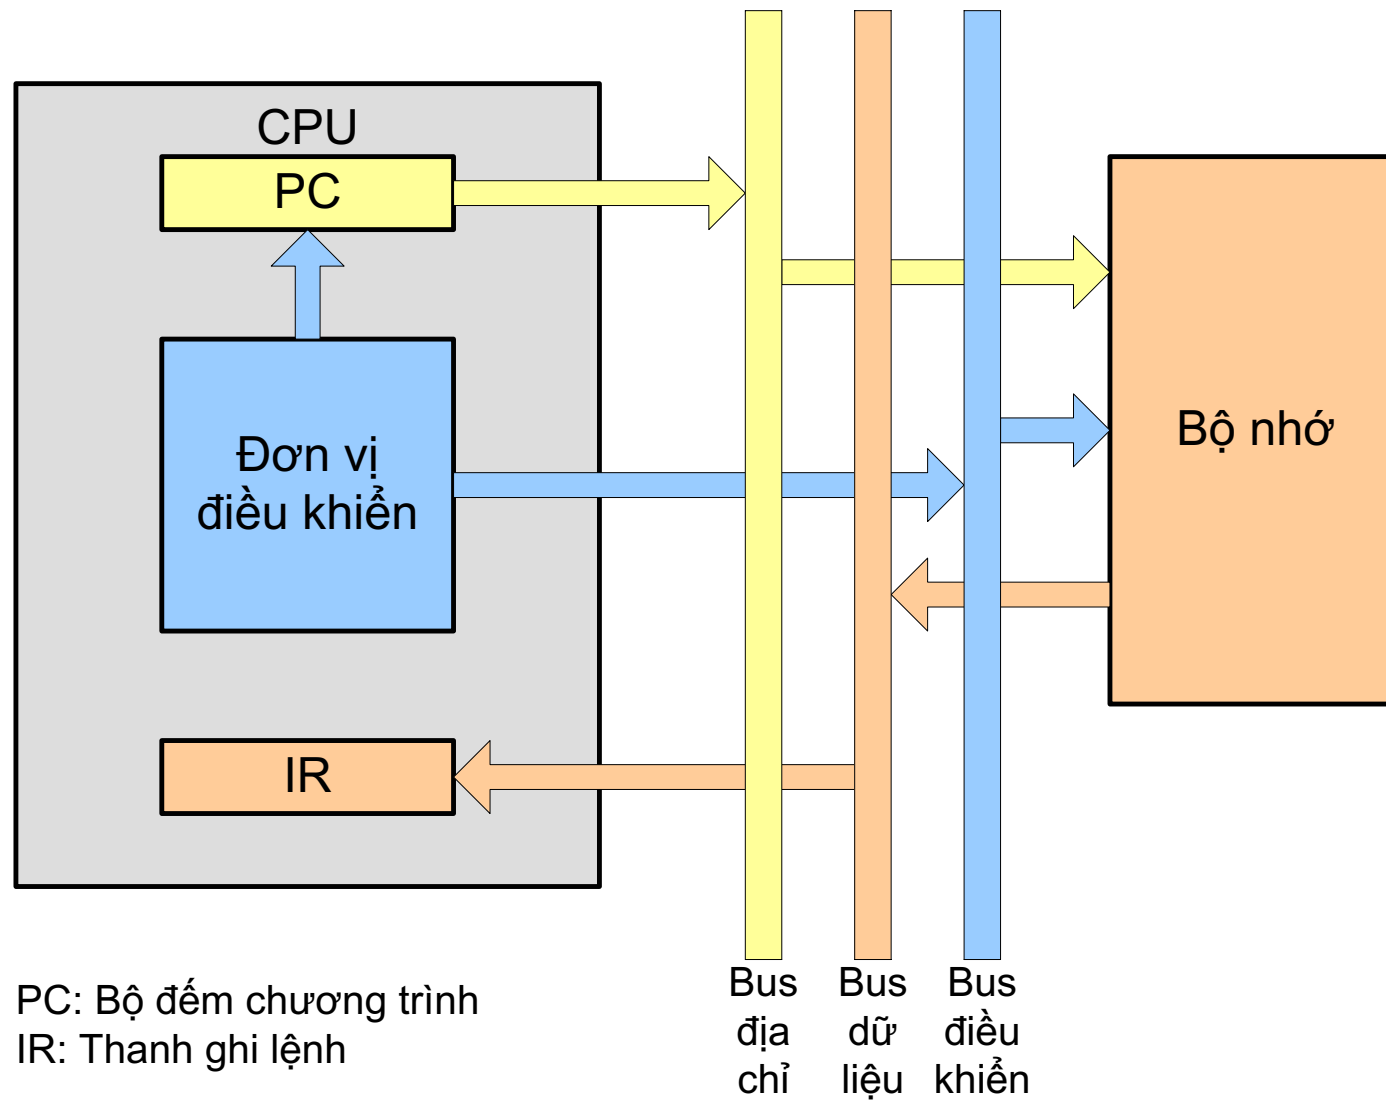 CPU
PC
Đơn vị
điều khiển
IR
Bộ nhớ
Bus
địa
chỉ
Bus
dữ
liệu
Bus
điều
khiển
PC: Bộ đếm chương trình
IR: Thanh ghi lệnh